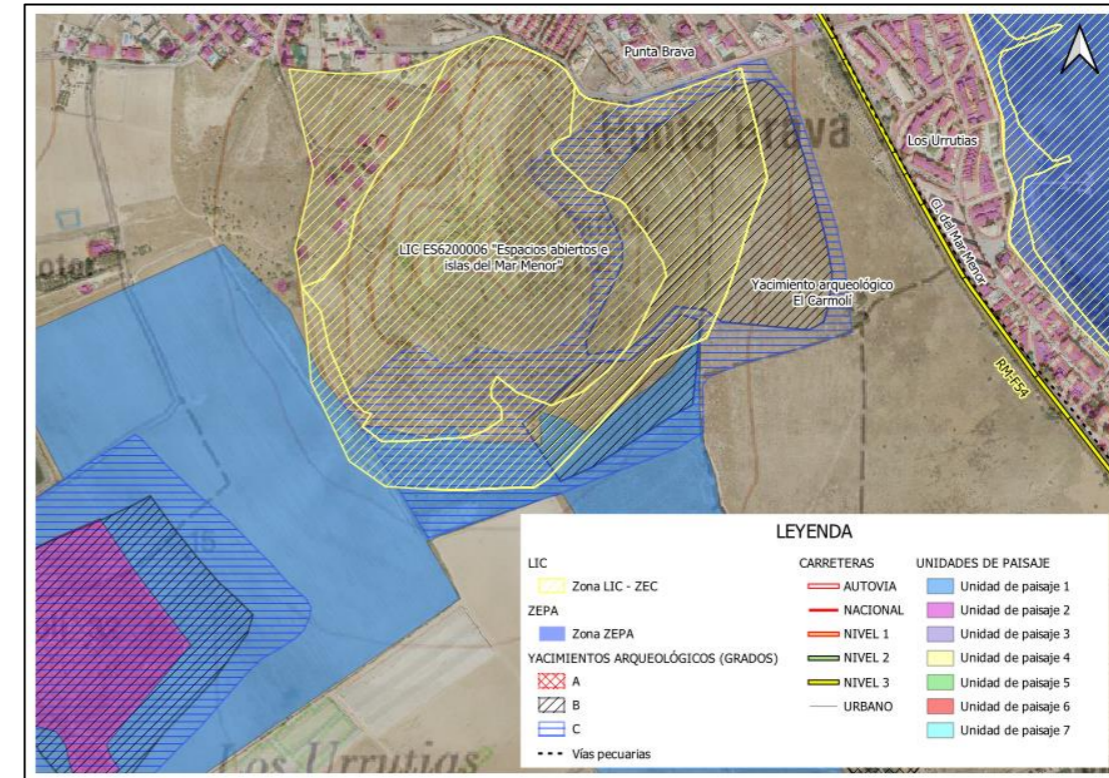 Punta Brava
Punta Brava
Los Urrutias
Cl. del Mar Menor
LIC ES6200006 "Espacios abiertos e
islas del Mar Menor"
Yacimiento arqueológico
El Carmolí
RM-F54
Los Urrutias
LEYENDA
LIC
Zona LIC - ZEC
ZEPA
Zona ZEPA
YACIMIENTOS ARQUEOLÓGICOS (GRADOS)
A
B
C
Vías pecuarias
CARRETERAS
AUTOVIA
NACIONAL
NIVEL 1
NIVEL 2
NIVEL 3
URBANO
UNIDADES DE PAISAJE
Unidad de paisaje 1
Unidad de paisaje 2
Unidad de paisaje 3
Unidad de paisaje 4
Unidad de paisaje 5
Unidad de paisaje 6
Unidad de paisaje 7